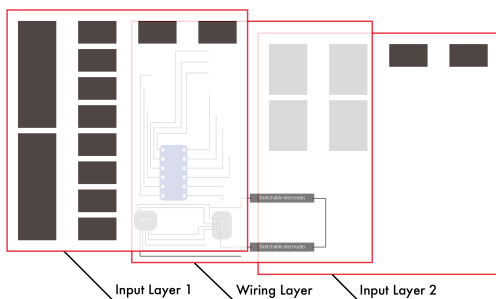 Stretchable electrodes
Stretchable electrodes
Input Layer 1
Wiring Layer
Input Layer 2